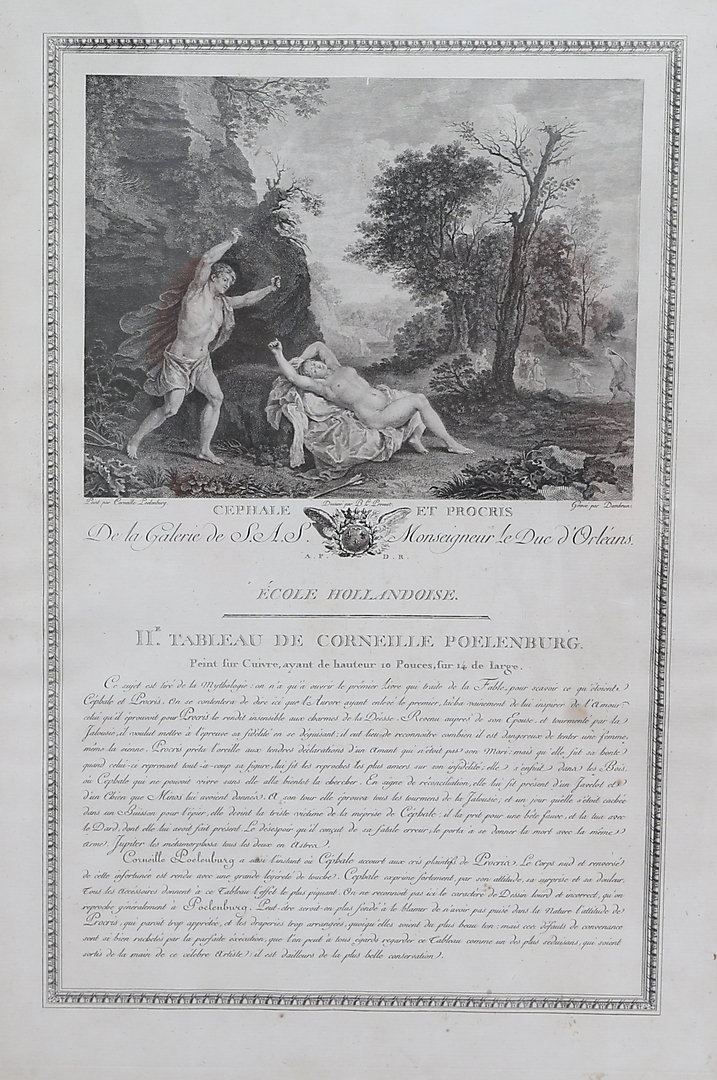 Peint par Corneille Poelenburg
Dessiné par
Gravé par Dambrun
CEPHALE ET PROCRIS
De la Galerie de S.A.S. Monseigneur le Duc d'Orléans.
A. P. D. R.
ÉCOLE HOLLANDOISE.
IIE. TABLEAU DE CORNEILLE POELENBURG.
Peint sur Cuivre, ayant de hauteur 10 Pouces, sur 14 de large.
Ce sujet est tiré de la Mythologie: on n'a qu'à ouvrir le premier Livre qui traite de la Fable, pour sçavoir ce qu'étoient
Céphale et Procris. On se contentera de dire ici que l'Aurore ayant enlevé le premier, tâcha vainement de lui inspirer de l'Amour
celui qu'il éprouvoit pour Procris le rendit insensible aux charmes de la Déesse. Revenu auprès de son Épouse, et tourmenté par la
Jalousie, il voulut mettre à l'épreuve sa fidélité en se déguisant; il eut lieu de reconnoitre combien il est dangereux de tenter une femme,
même la sienne. Procris prêta l'oreille aux tendres déclarations d'un Amant qui n'étoit pas son Mari: mais qu'elle fut sa honte
quand celui-ci reprenant tout-à-coup sa figure, lui fit les reproches les plus amers sur son infidélité; elle s'enfuit dans les Bois,
où Céphale qui ne pouvoit vivre sans elle alla bientôt la chercher. En signe de réconciliation, elle lui fit présent d'un Javelot et
d'un Chien que Minos lui avoient donnés. A son tour elle éprouva tous les tourmens de la Jalousie, et un jour qu'elle s'étoit cachée
dans un Buisson pour l'épier, elle devint la triste victime de la méprise de Céphale: il la prit pour une bête fauve, et la tua avec
le Dard, dont elle lui avoit fait présent. Le désespoir qu'il conçut de sa fatale erreur, le porta à se donner la mort avec la même
arme. Jupiter les métamorphosa tous les deux en Astres.
Corneille Poelenburg a saisi l'instant où Céphale accourt aux cris plaintifs de Procris. Le Corps nud et renversé
de cette infortunée est rendu avec une grande légèreté de touche. Céphale exprime fortement, par son attitude, sa surprise et sa douleur.
Tous les Accessoires donnent à ce Tableau l'effet le plus piquant. On ne reconnoit pas ici le caractère de Dessin lourd et incorrect, qu'on
reproche généralement à Poelenburg. Peut-être seroit-on plus fondé à le blâmer de n'avoir pas puisé dans la Nature l'attitude de
Procris, qui paroit trop apprêtée, et les draperies trop arrangées, quoiqu'elles soient du plus beau ton: mais ces défauts de convenance
sont si bien rachetés par la parfaite exécution, que l'on peut à tous égards regarder ce Tableau comme un des plus séduisans, qui soient
sortis de la main de ce célèbre Artiste: il est d'ailleurs de la plus belle conservation.